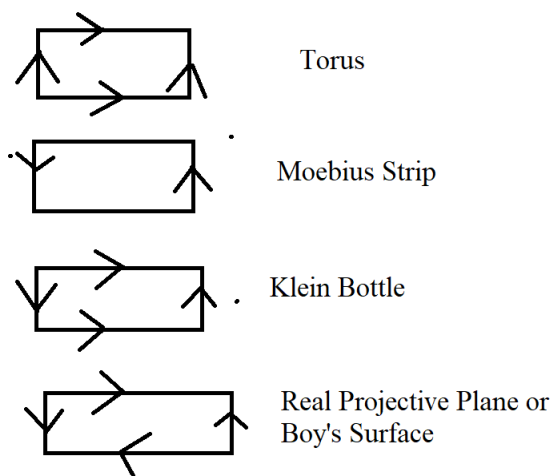 Torus
Moebius Strip
Klein Bottle
Real Projective Plane or
Boy's Surface